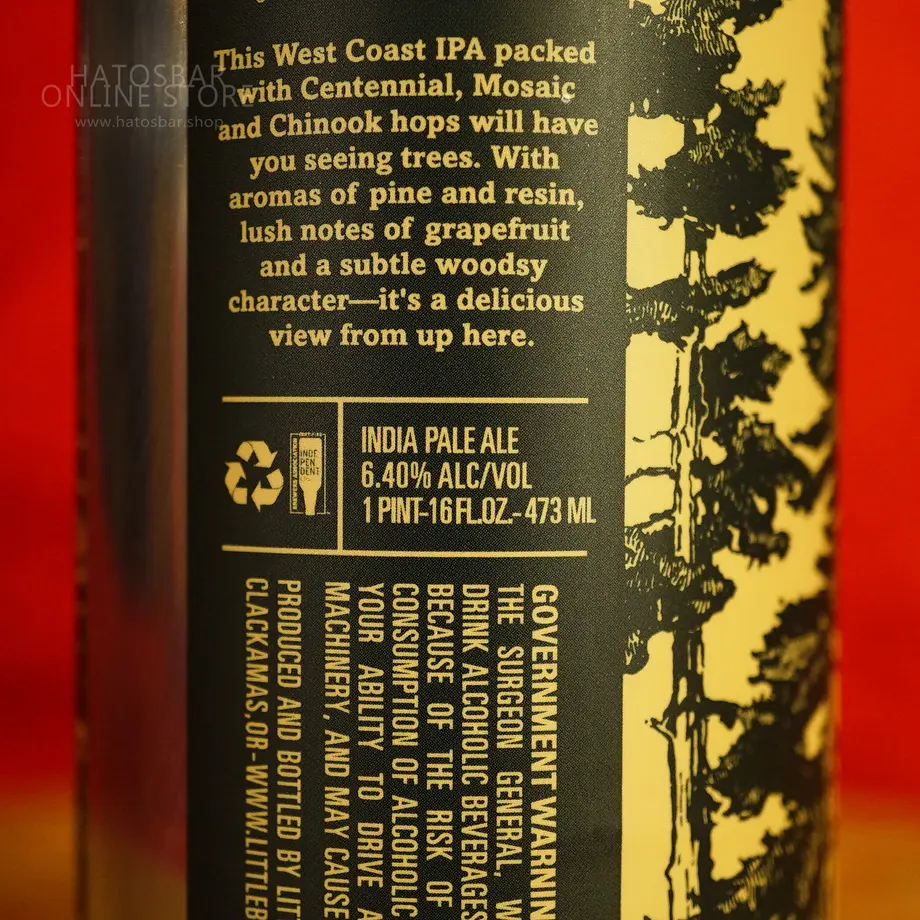 HATOSBAR
ONLINE STORE
www.hatosbar.shop
This West Coast IPA packed
with Centennial, Mosaic
and Chinook hops will have
you seeing trees. With
aromas of pine and resin,
lush notes of grapefruit
and a subtle woodsy
character—it's a delicious
view from up here.
INDE
PEN
DENT
INDIA PALE ALE
6.40% ALC/VOL
1 PINT-16 FL.OZ.-473 ML
GOVERNMENT WARNIN
THE SURGEON GENERAL, W
DRINK ALCOHOLIC BEVERAGES
BECAUSE OF THE RISK OF
CONSUMPTION OF ALCOHOLIC
YOUR ABILITY TO DRIVE A
MACHINERY, AND MAY CAUSE
PRODUCED AND BOTTLED BY LIT
CLACKAMAS, OR-WWW.LITTLEB